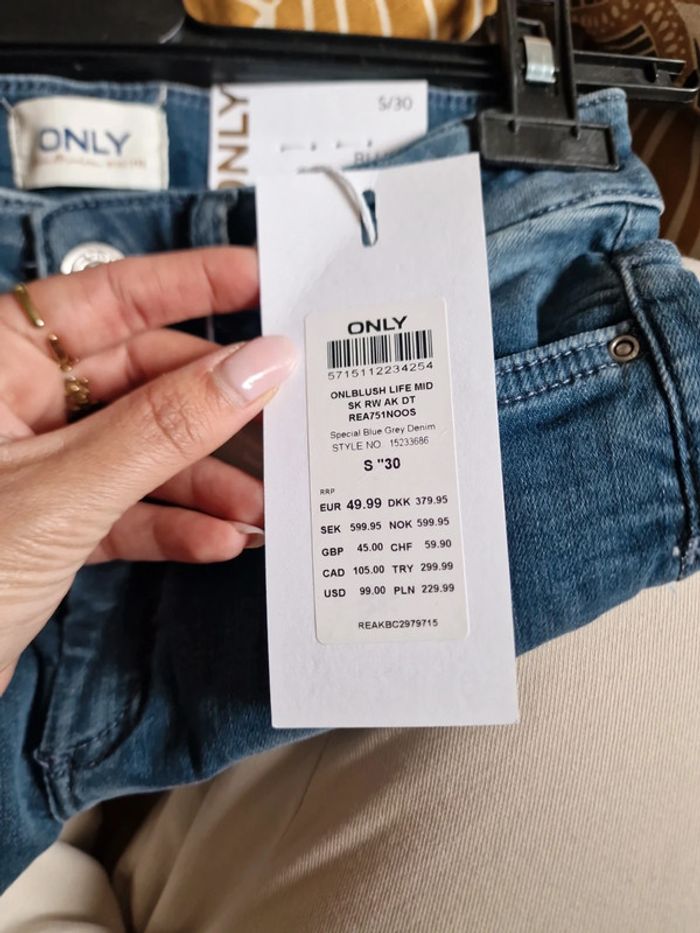 ONLY
ONLY
S/30
ONLY
5715112234254
ONLBLUSH LIFE MID
SK RW AK DT
REA751NOOS
Special Blue Grey Denim
STYLE NO. 15233686
S "30
RRP
EUR 49.99 DKK 379.95
SEK 599.95 NOK 599.95
GBP 45.00 CHF 59.90
CAD 105.00 TRY 299.99
USD 99.00 PLN 229.99
REAKBC2979715